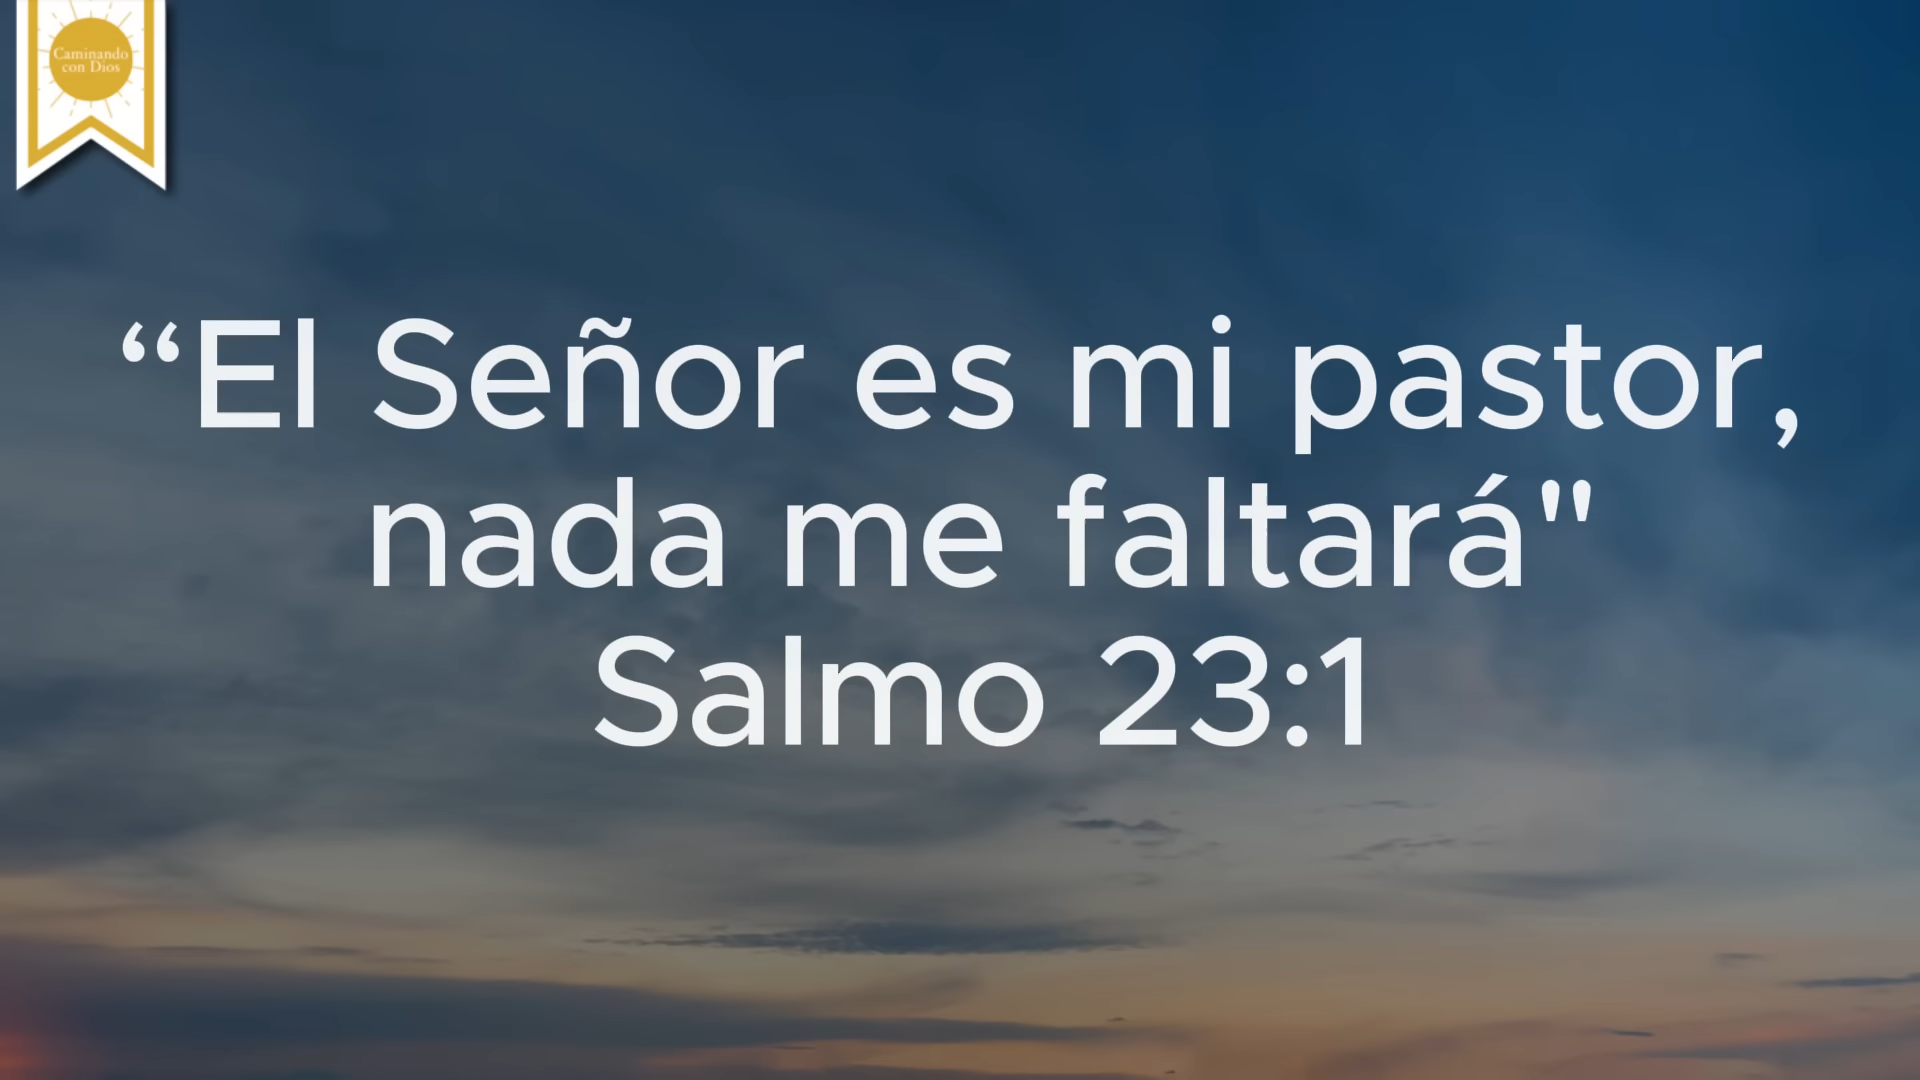 Caminando
con Dios
“El Señor es mi pastor,
nada me faltará"
Salmo 23:1